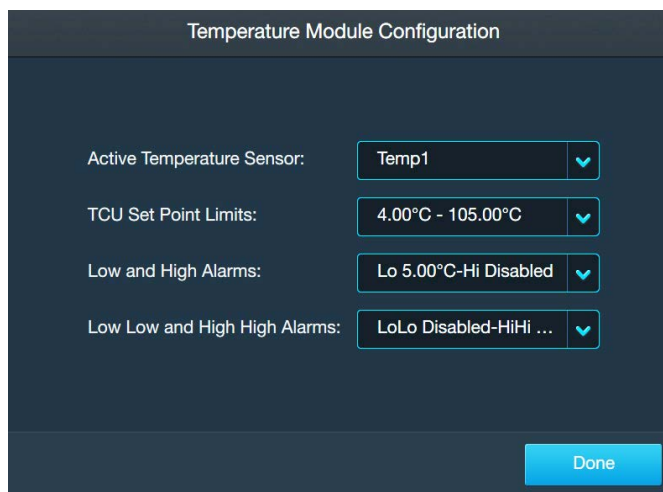 Temperature Module Configuration
Active Temperature Sensor: Temp1
TCU Set Point Limits: 4.00°C - 105.00°C
Low and High Alarms: Lo 5.00°C-Hi Disabled
Low Low and High High Alarms: LoLo Disabled-HiHi ...
Done